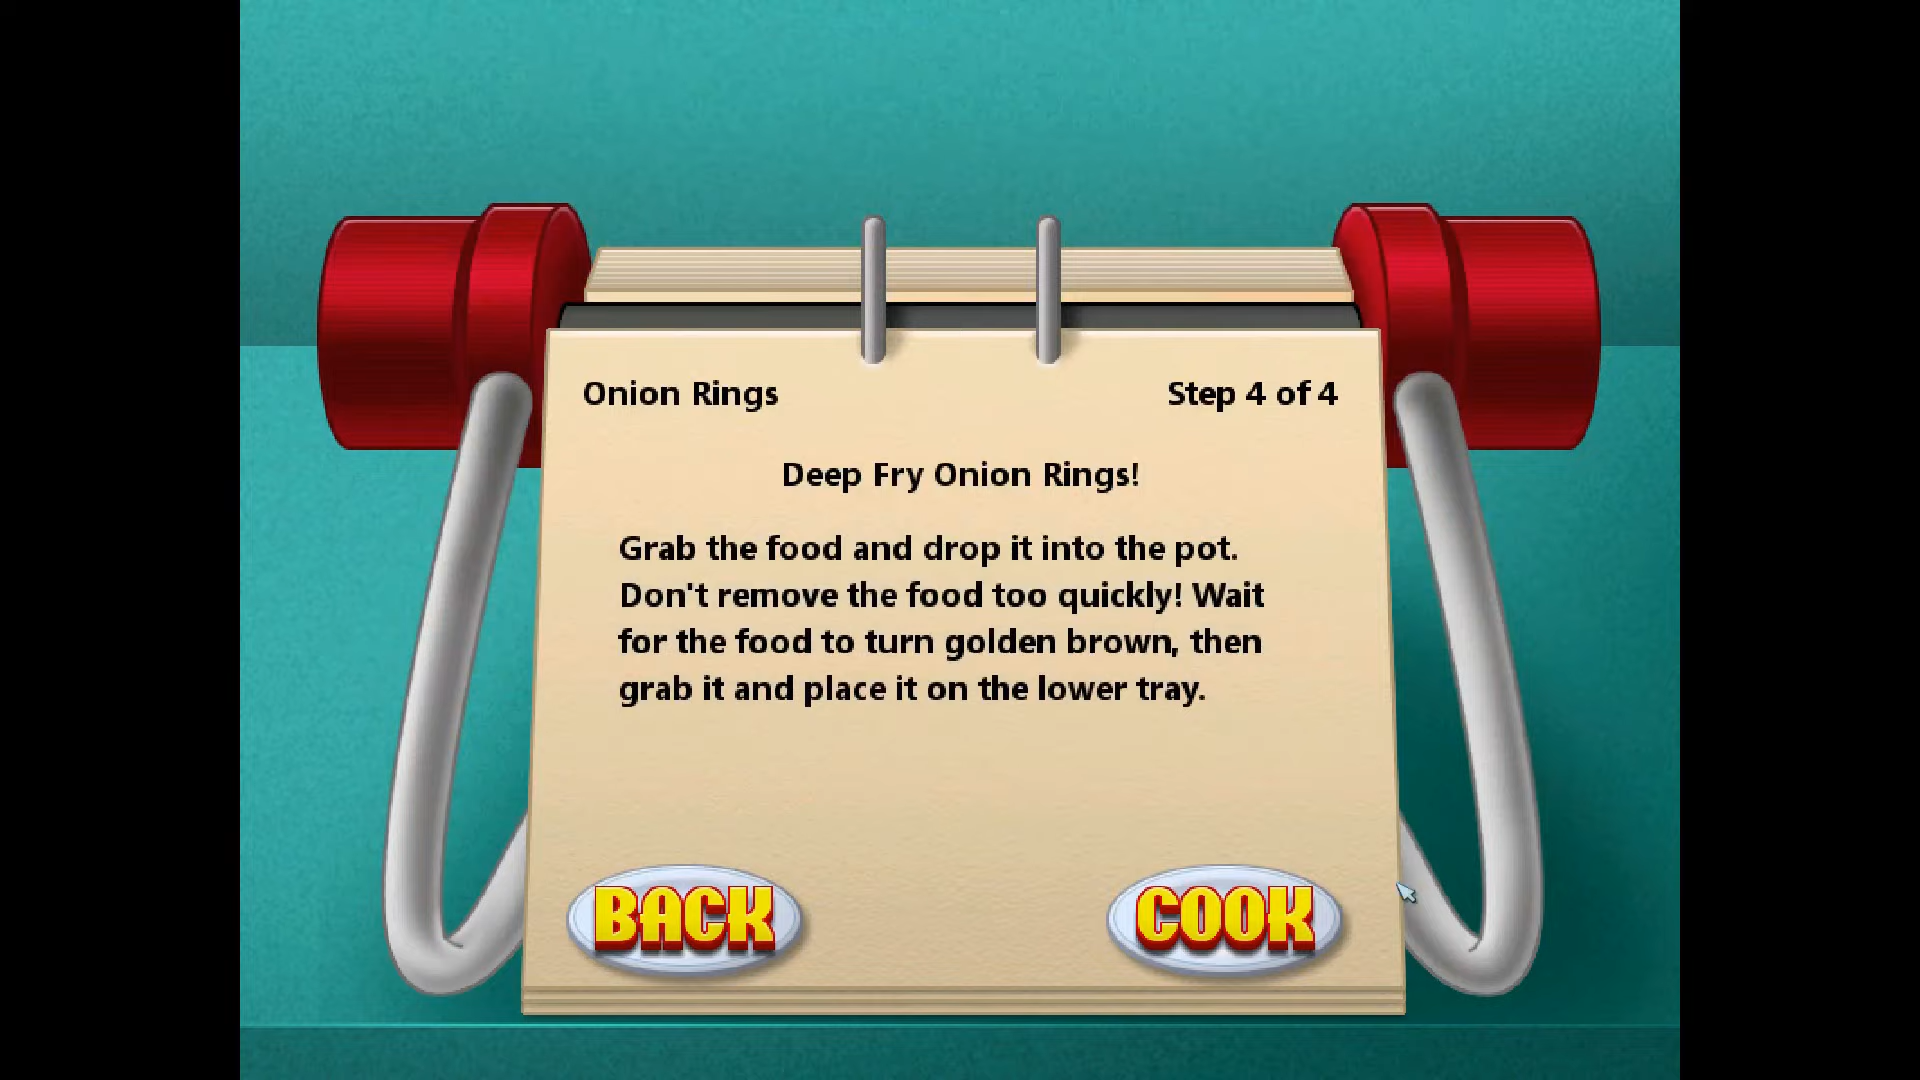 Onion Rings
Step 4 of 4
Deep Fry Onion Rings!
Grab the food and drop it into the pot.
Don't remove the food too quickly! Wait
for the food to turn golden brown, then
grab it and place it on the lower tray.
BACK
COOK